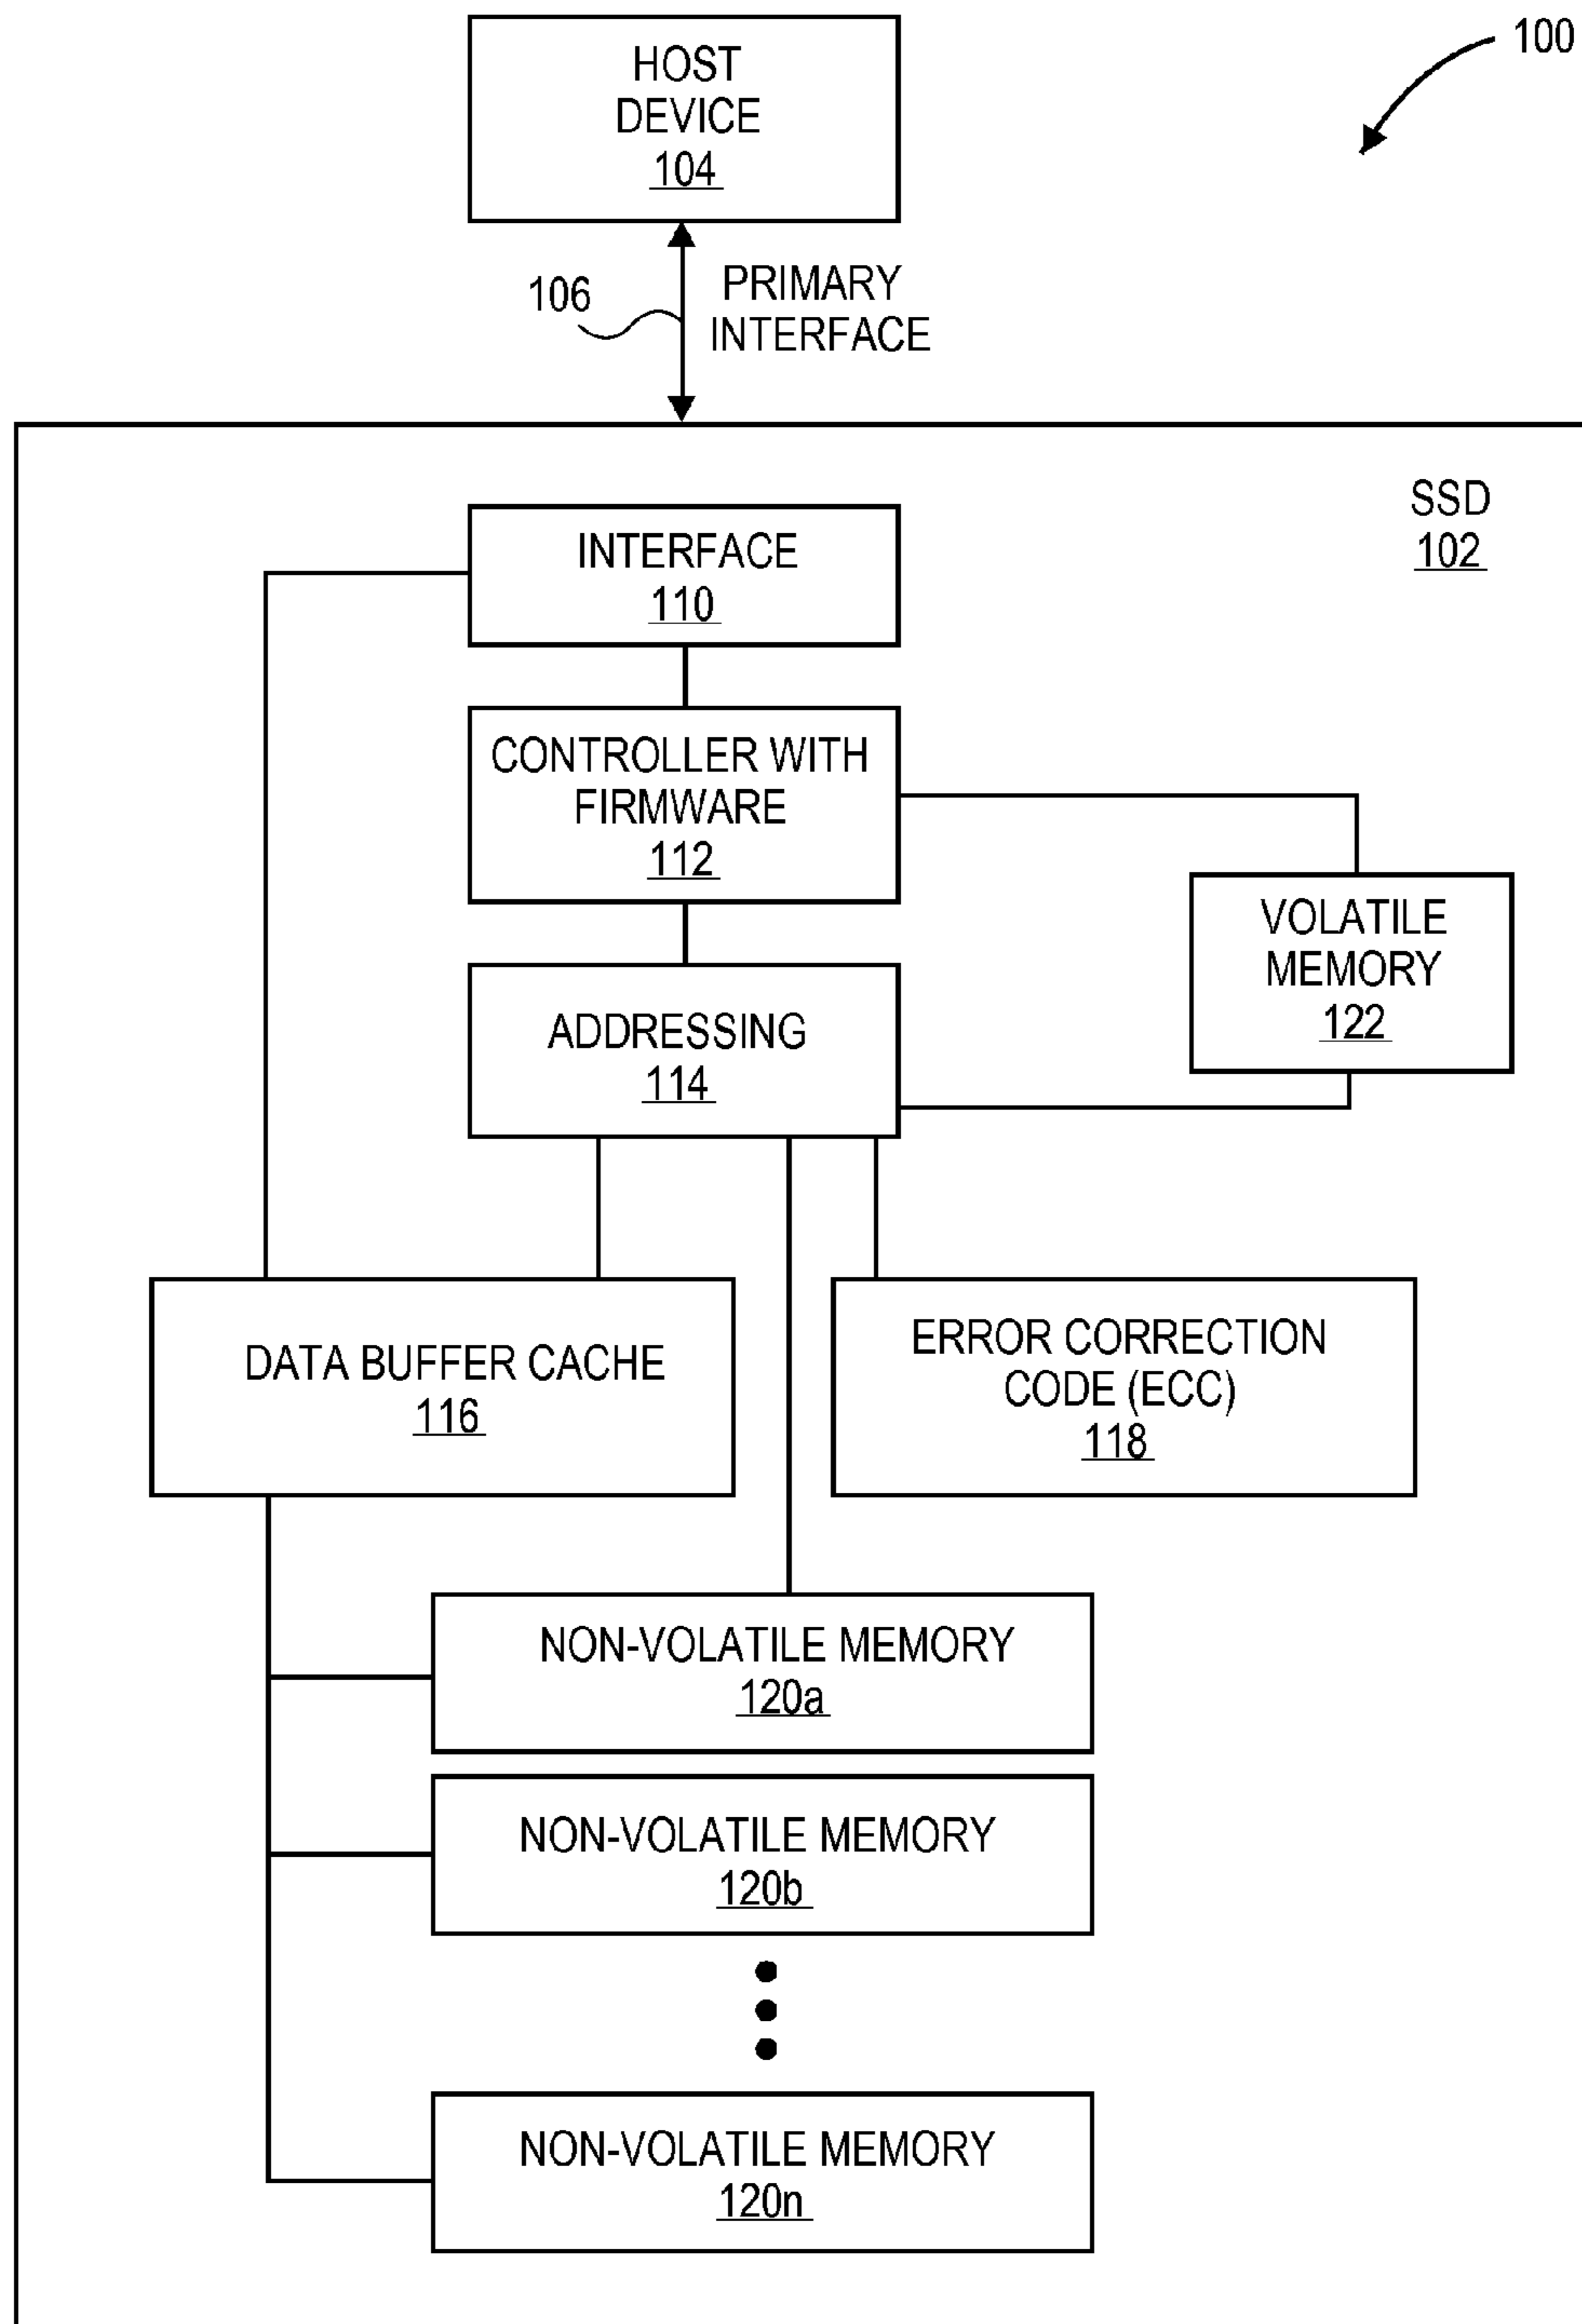 100
HOST
DEVICE
104
106
PRIMARY
INTERFACE
SSD
102
INTERFACE
110
CONTROLLER WITH
FIRMWARE
112
VOLATILE
MEMORY
122
ADDRESSING
114
DATA BUFFER CACHE
116
ERROR CORRECTION
CODE (ECC)
118
NON-VOLATILE MEMORY
120a
NON-VOLATILE MEMORY
120b
NON-VOLATILE MEMORY
120n